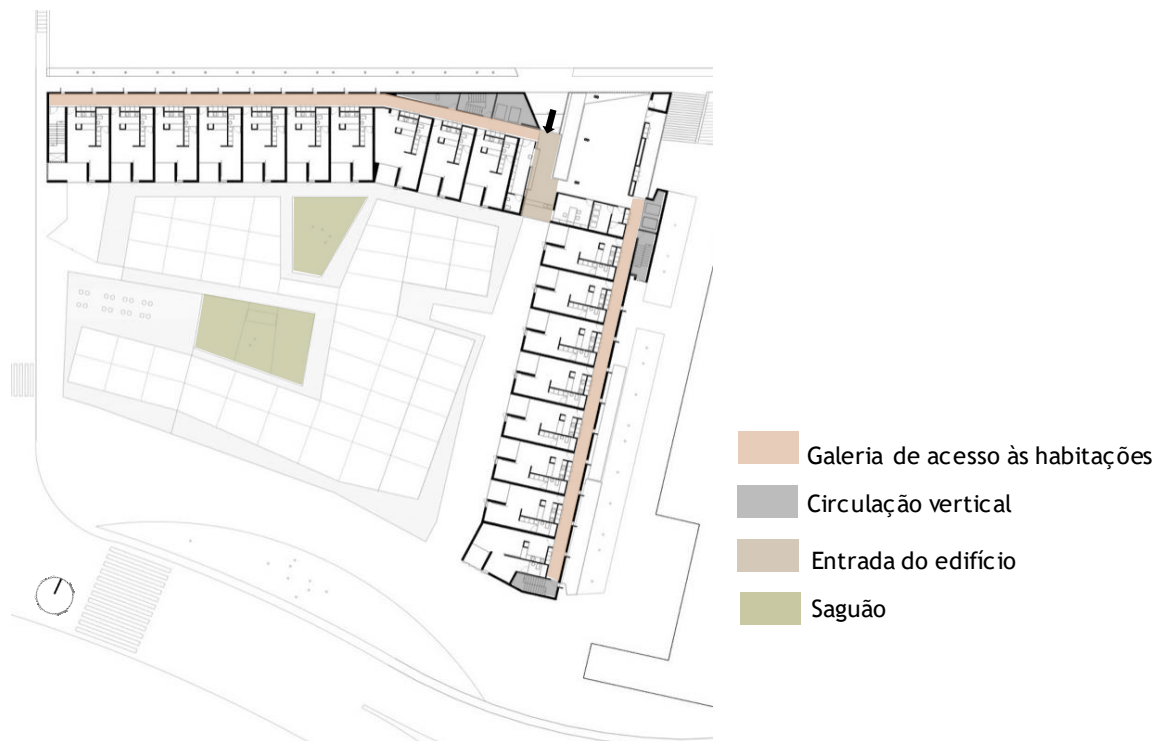 Galeria de acesso às habitações
Circulação vertical
Entrada do edifício
Saguão